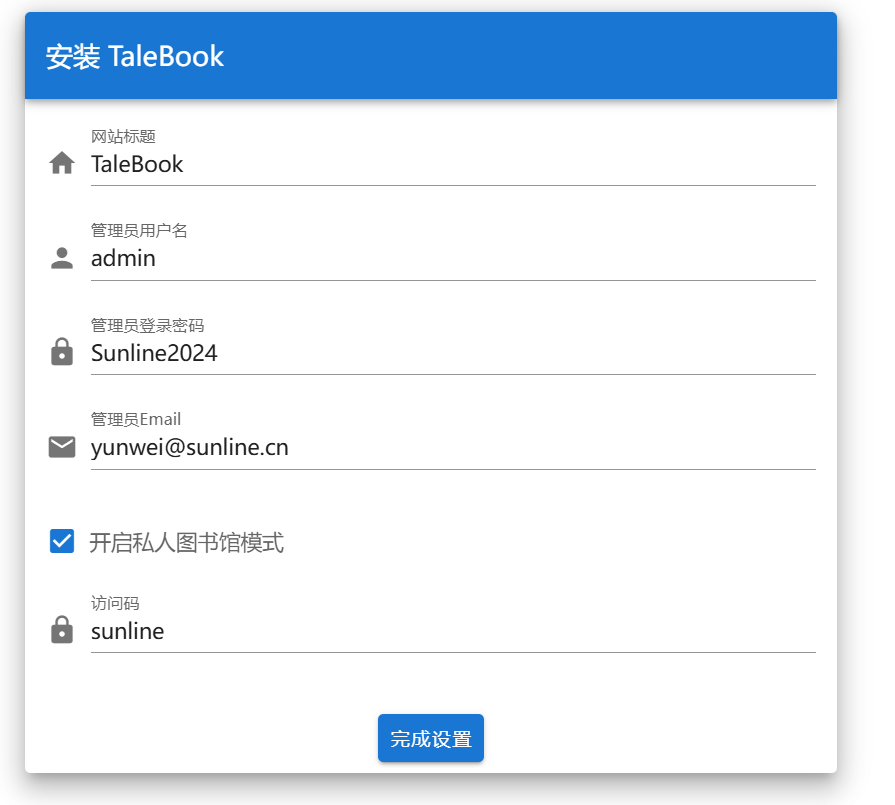 安装 TaleBook
网站标题
TaleBook
管理员用户名
admin
管理员登录密码
Sunline2024
管理员Email
yunwei@sunline.cn
开启私人图书馆模式
访问码
sunline
完成设置